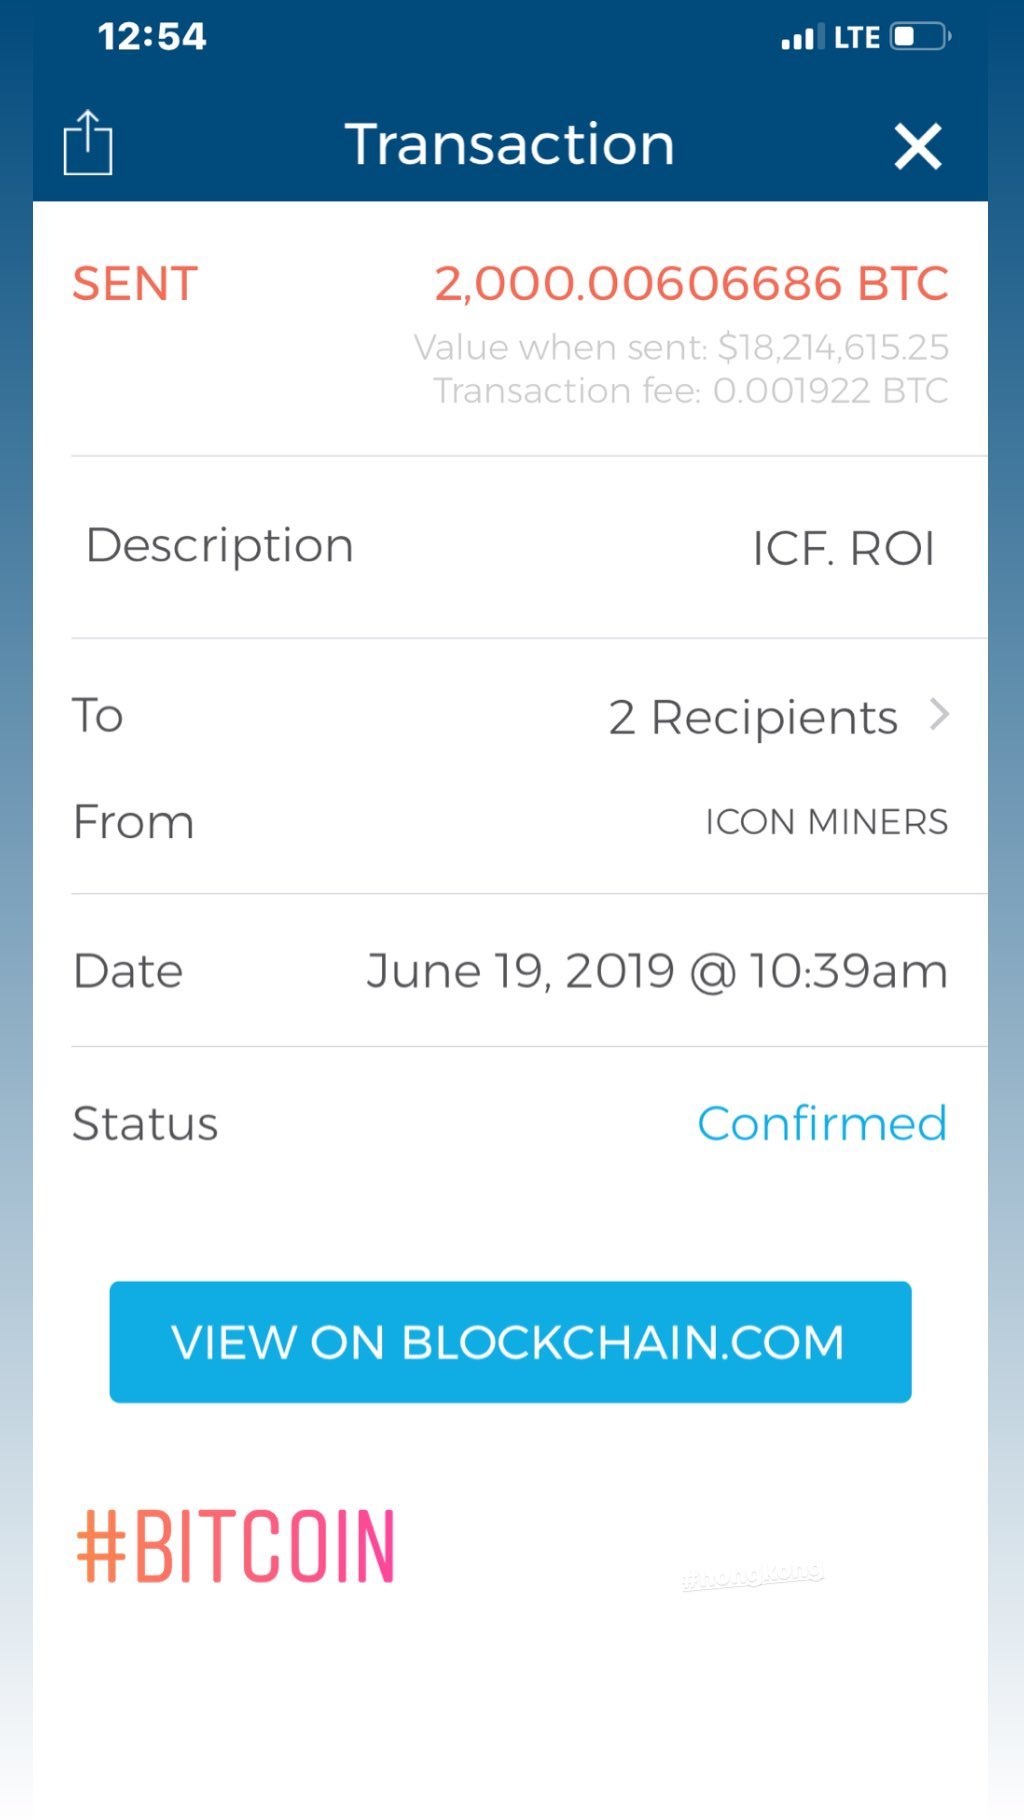 12:54 LTE
Transaction
SENT 2,000.00606686 BTC
Value when sent: $18,214,615.25
Transaction fee: 0.001922 BTC
Description ICF. ROI
To 2 Recipients
From ICON MINERS
Date June 19, 2019 @ 10:39am
Status Confirmed
VIEW ON BLOCKCHAIN.COM
#BITCOIN
#hongkong